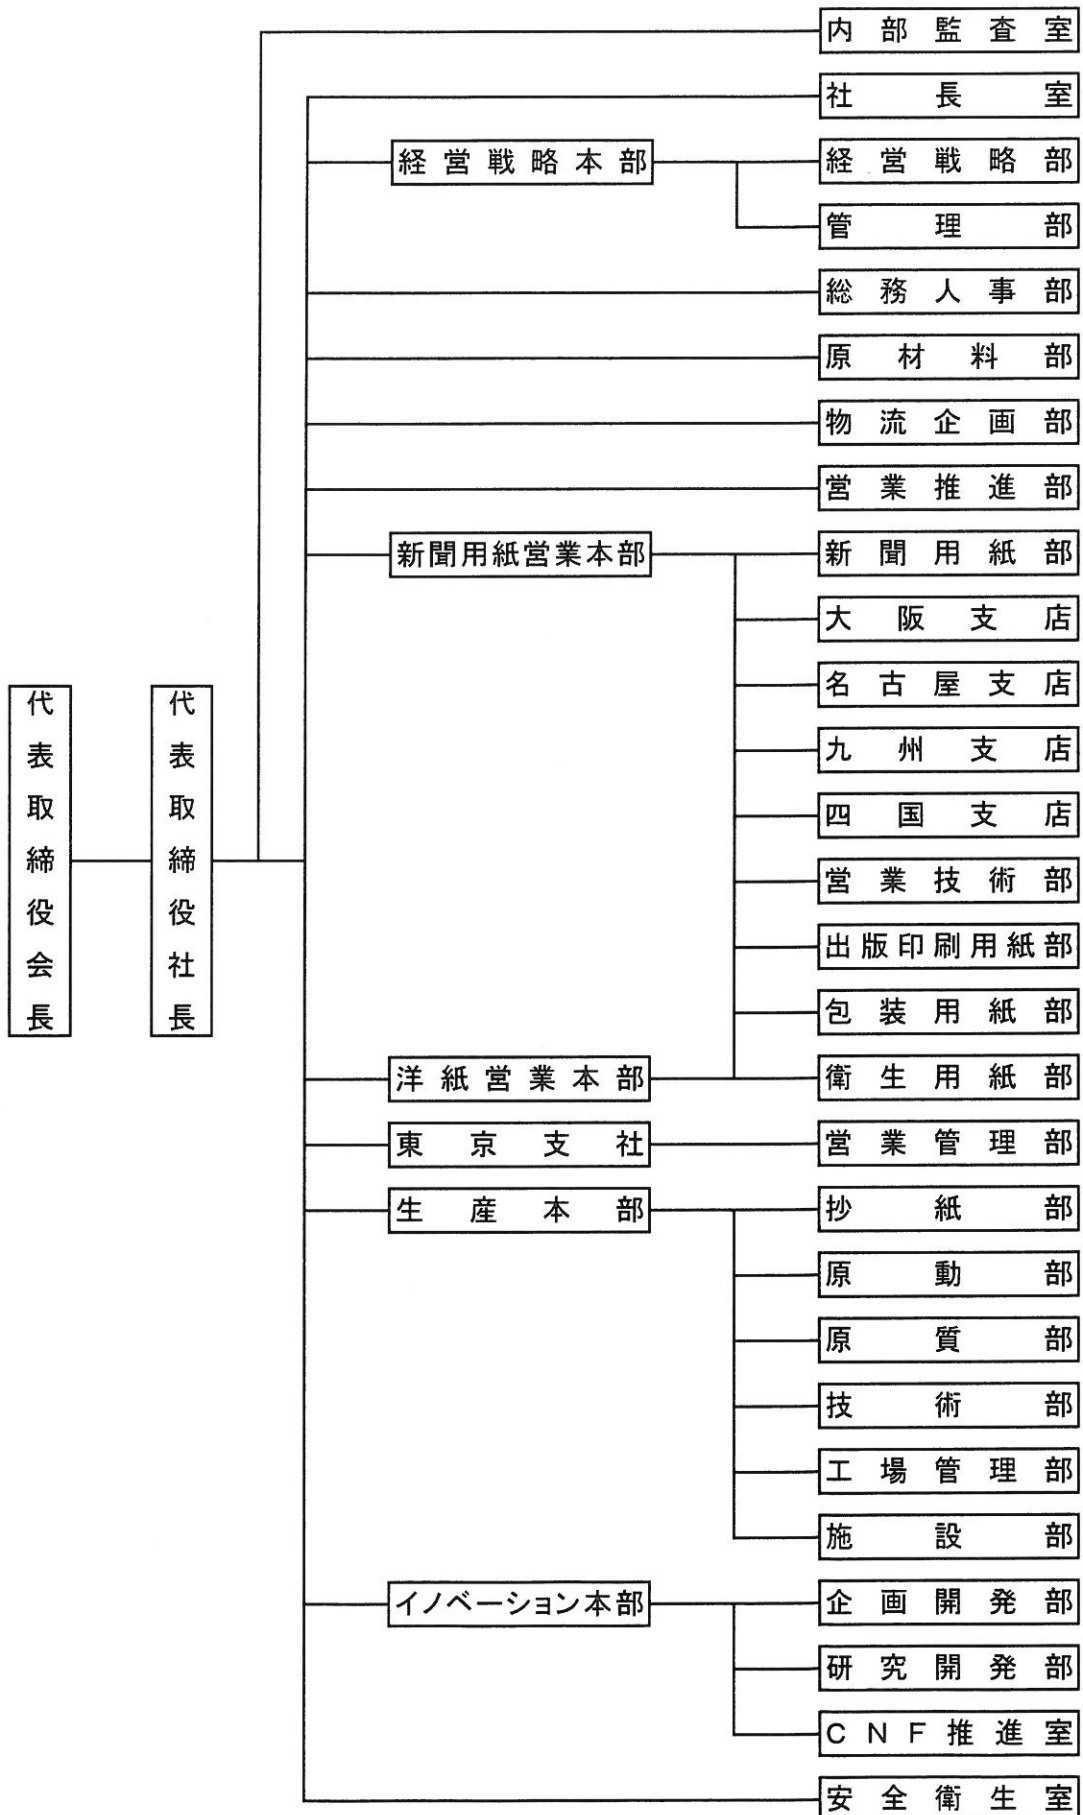 内部監査室
社長室
経営戦略本部
経営戦略部
管理部
総務人事部
原材料部
物流企画部
営業推進部
新聞用紙営業本部
新聞用紙部
大阪支店
名古屋支店
九州支店
四国支店
代表取締役会長
代表取締役社長
営業技術部
出版印刷用紙部
包装用紙部
洋紙営業本部
衛生用紙部
東京支社
営業管理部
生産本部
抄紙部
原動部
原質部
技術部
工場管理部
施設部
イノベーション本部
企画開発部
研究開発部
CNF推進室
安全衛生室